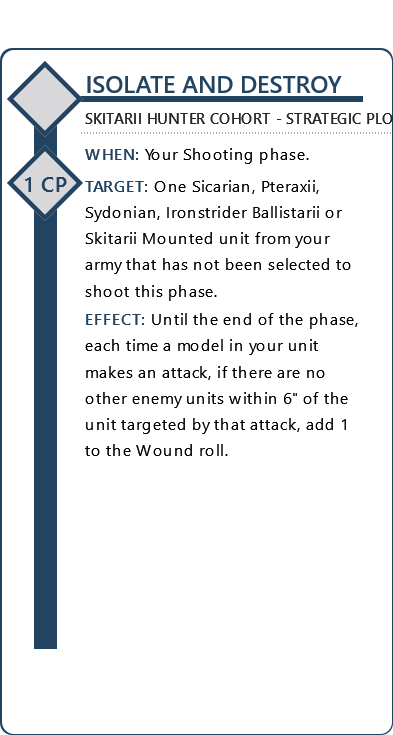 ISOLATE AND DESTROY
SKITARII HUNTER COHORT - STRATEGIC PLO
1 CP
WHEN: Your Shooting phase.
TARGET: One Sicarian, Pteraxii,
Sydonian, Ironstrider Ballistarii or
Skitarii Mounted unit from your
army that has not been selected to
shoot this phase.
EFFECT: Until the end of the phase,
each time a model in your unit
makes an attack, if there are no
other enemy units within 6" of the
unit targeted by that attack, add 1
to the Wound roll.